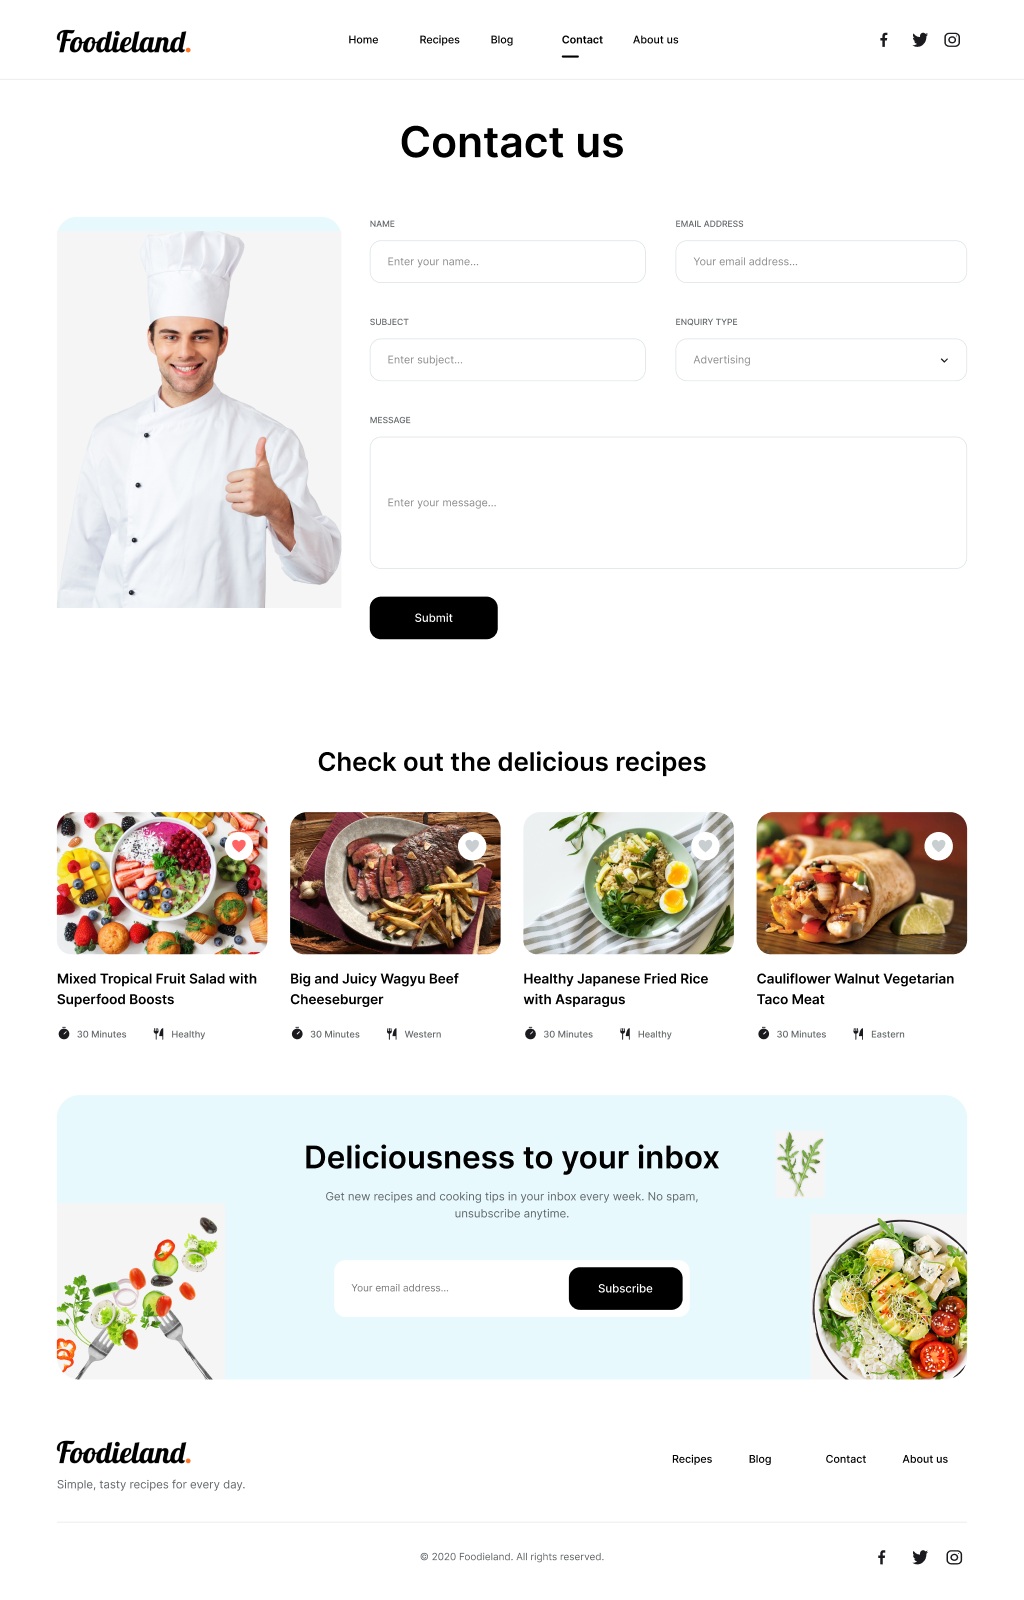 Foodieland.
Home Recipes Blog Contact About us
Contact us
NAME
Enter your name...
EMAIL ADDRESS
Your email address...
SUBJECT
Enter subject...
ENQUIRY TYPE
Advertising
MESSAGE
Enter your message...
Submit
Check out the delicious recipes
Mixed Tropical Fruit Salad with
Superfood Boosts
30 Minutes Healthy
Big and Juicy Wagyu Beef
Cheeseburger
30 Minutes Western
Healthy Japanese Fried Rice
with Asparagus
30 Minutes Healthy
Cauliflower Walnut Vegetarian
Taco Meat
30 Minutes Eastern
Deliciousness to your inbox
Get new recipes and cooking tips in your inbox every week. No spam,
unsubscribe anytime.
Your email address...
Subscribe
Foodieland.
Simple, tasty recipes for every day.
Recipes Blog Contact About us
© 2020 Foodieland. All rights reserved.